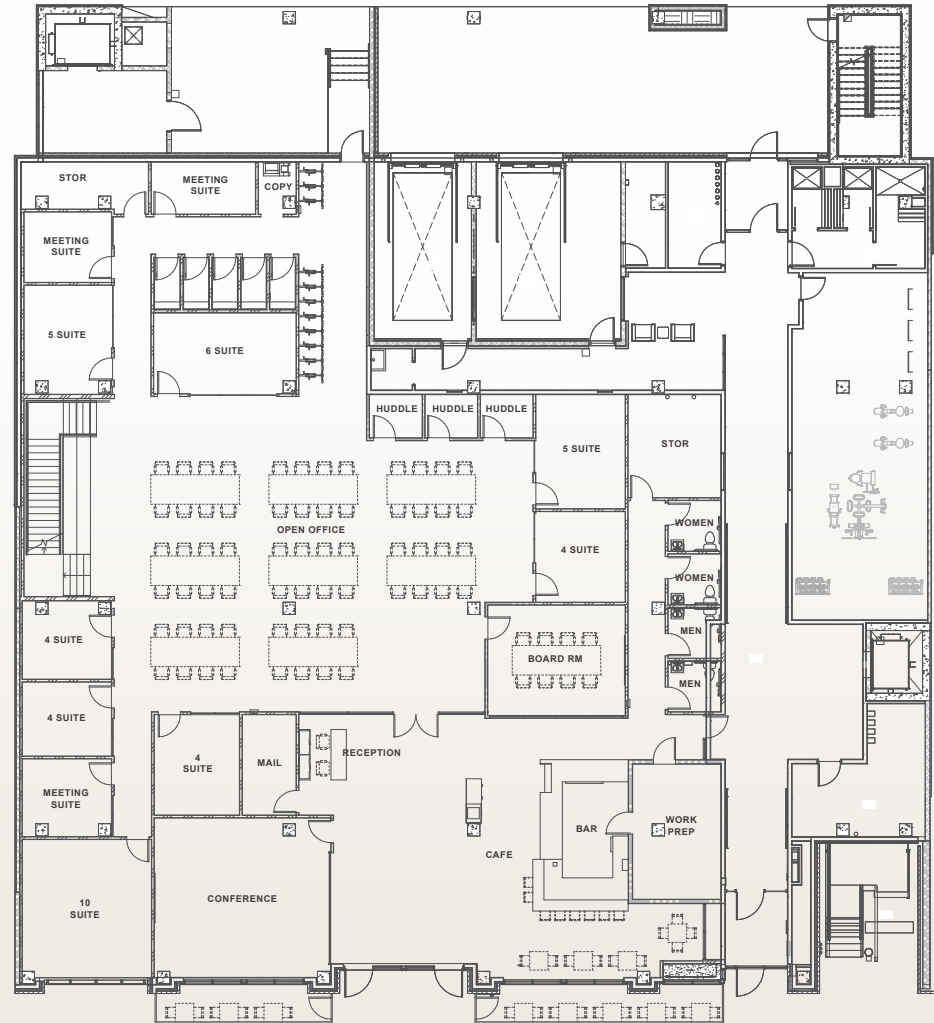 STOR
MEETING
SUITE
COPY
MEETING
SUITE
5 SUITE
6 SUITE
HUDDLE
HUDDLE
HUDDLE
5 SUITE
STOR
OPEN OFFICE
WOMEN
4 SUITE
WOMEN
4 SUITE
MEN
BOARD RM
MEN
4 SUITE
4
SUITE
MAIL
RECEPTION
MEETING
SUITE
BAR
WORK
PREP
CAFE
10
SUITE
CONFERENCE